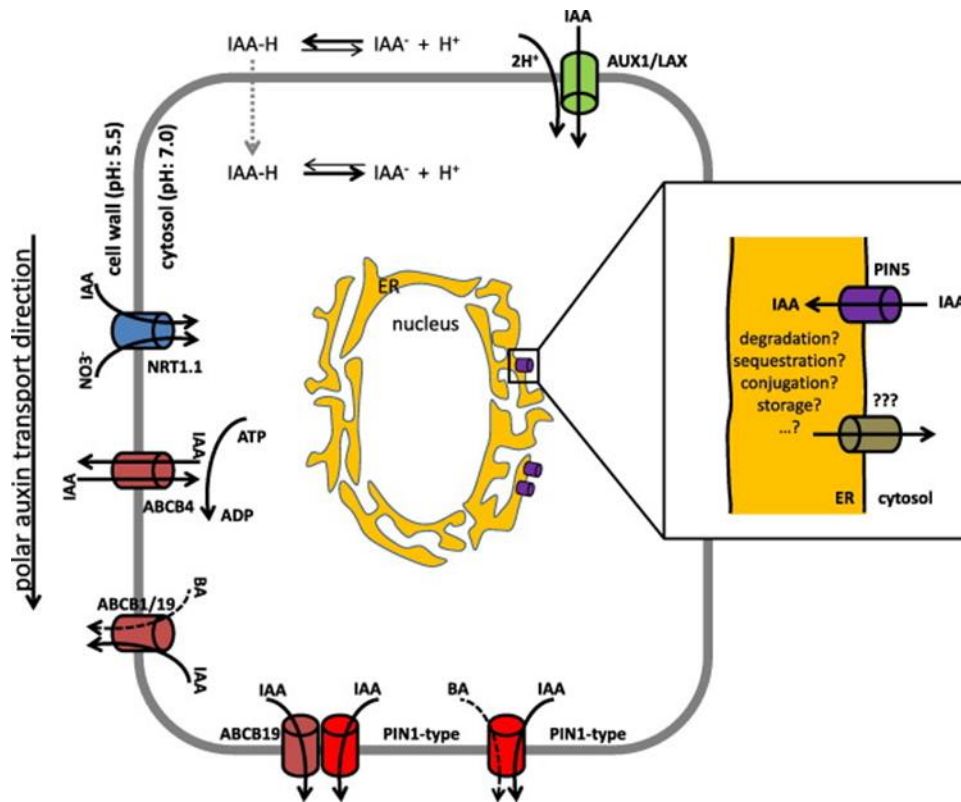 IAA
IAA-H IAA⁻ + H⁺
2H⁺
AUX1/LAX
IAA-H IAA⁻ + H⁺
cell wall (pH: 5.5)
cytosol (pH: 7.0)
polar auxin transport direction
ER
nucleus
IAA
NO3⁻
NRT1.1
PIN5
IAA
IAA
degradation?
sequestration?
conjugation?
storage?
...?
???
ER
cytosol
ATP
IAA
IAA
ABCB4
ADP
BA
ABCB1/19
IAA
IAA
IAA
BA
IAA
ABCB19
PIN1-type
PIN1-type